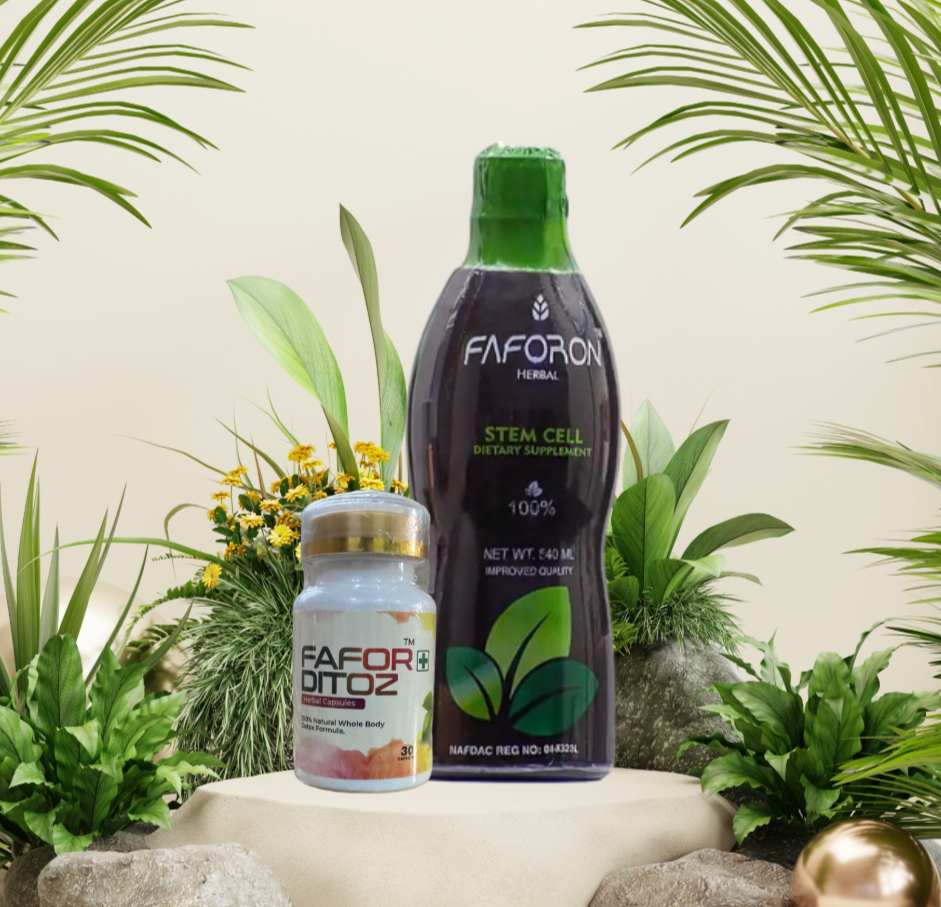 FAFORON
HERBAL
STEM CELL
DIETARY SUPPLEMENT
100%
NET WT. 540 ML
IMPROVED QUALITY
NAFDAC REG NO:
™
FAFOR
DITOZ
Herbal Capsules
100% Natural Whole Body
Detox Formula.
30
CAPSULES